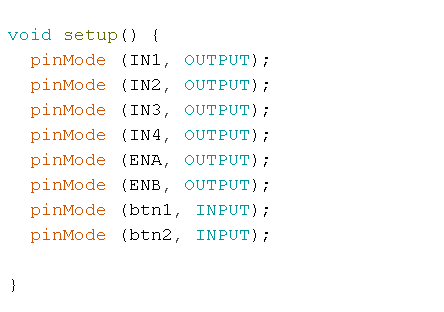 void setup() {
  pinMode (IN1, OUTPUT);
  pinMode (IN2, OUTPUT);
  pinMode (IN3, OUTPUT);
  pinMode (IN4, OUTPUT);
  pinMode (ENA, OUTPUT);
  pinMode (ENB, OUTPUT);
  pinMode (btn1, INPUT);
  pinMode (btn2, INPUT);
}